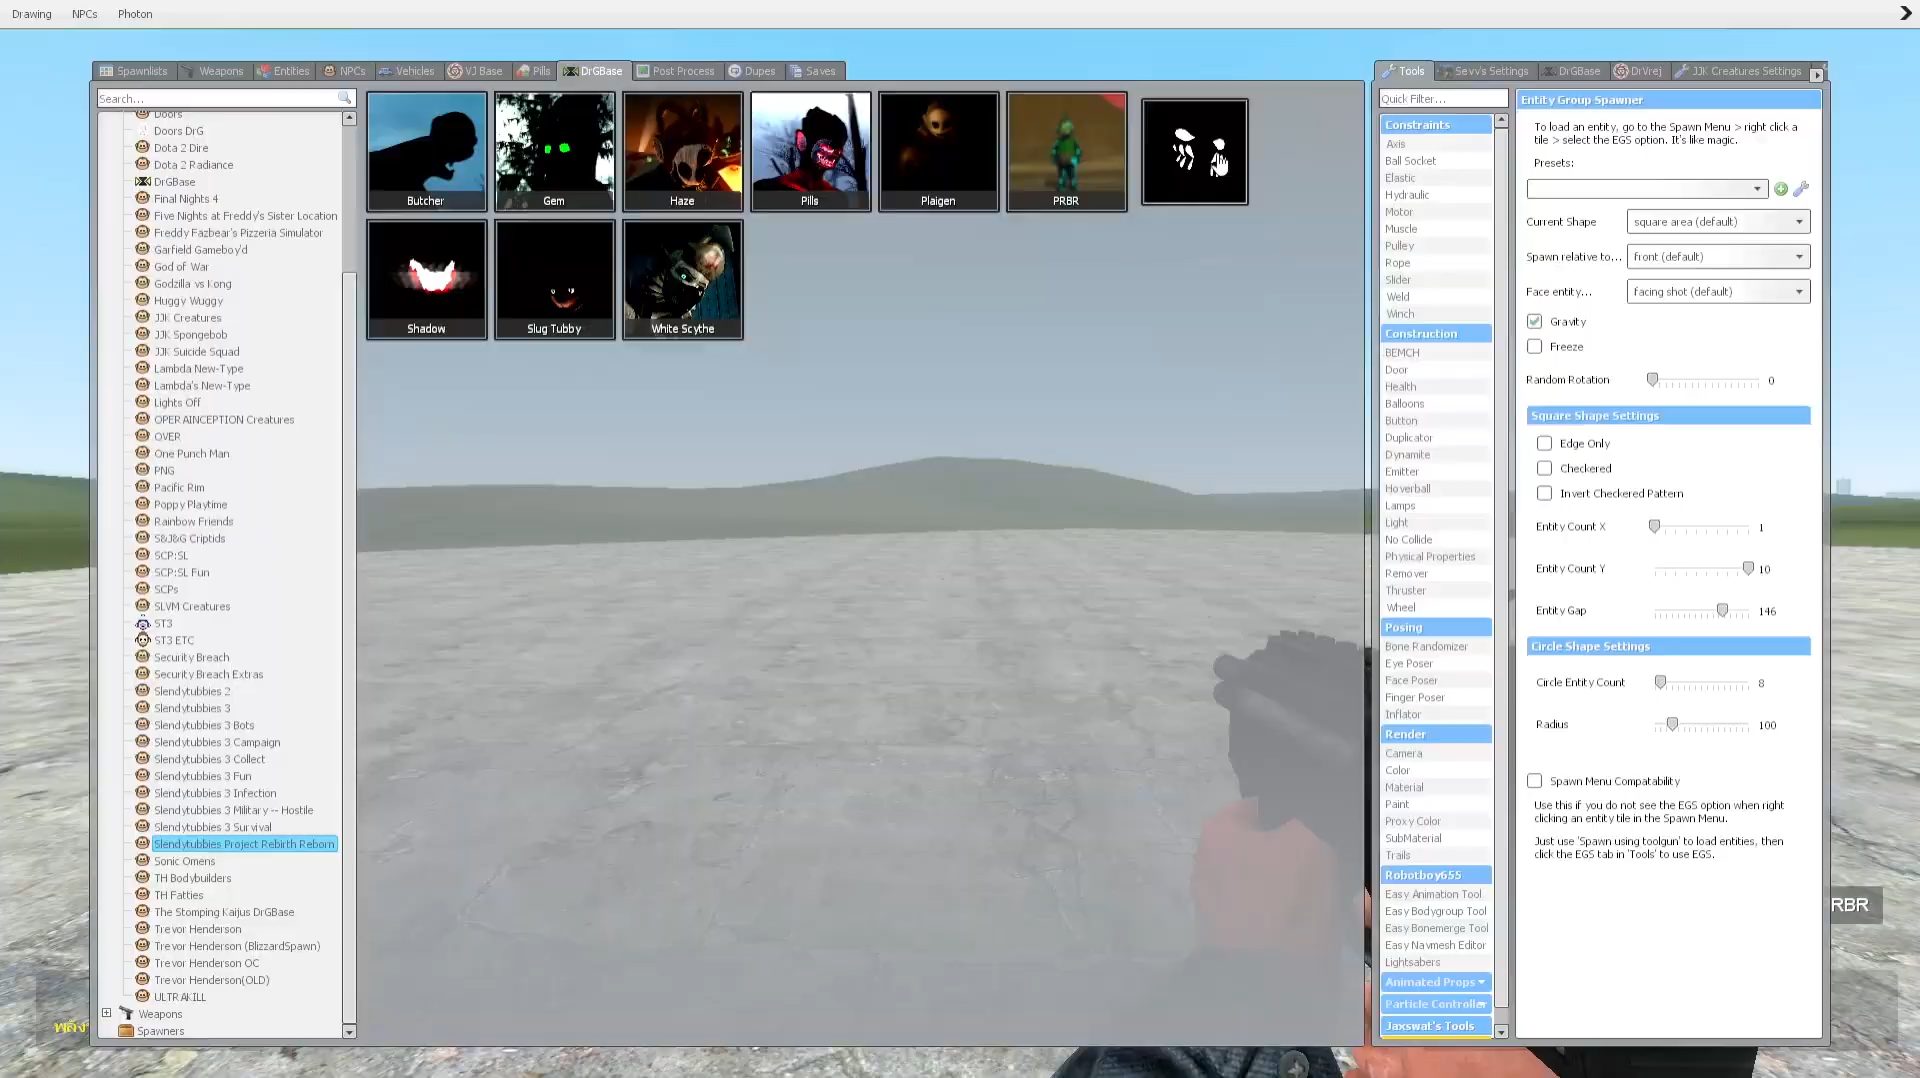 Drawing NPCs Photon
Spawnlists Weapons Entities NPCs Vehicles VJ Base Pills DrGBase Post Process Dupes Saves
Search...
Doors
Doors DrG
Dota 2 Dire
Dota 2 Radiance
DrGBase
Final Nights 4
Five Nights at Freddy's Sister Location
Freddy Fazbear's Pizzeria Simulator
Garfield Gameboy'd
God of War
Godzilla vs Kong
Huggy Wuggy
JJK Creatures
JJK Spongebob
JJK Suicide Squad
Lambda New-Type
Lambda's New-Type
Lights Off
OPER AINCEPTION Creatures
OVER
One Punch Man
PNG
Pacific Rim
Poppy Playtime
Rainbow Friends
S&J&G Criptids
SCP:SL
SCP:SL Fun
SCPs
SLVM Creatures
ST3
ST3 ETC
Security Breach
Security Breach Extras
Slendytubbies 2
Slendytubbies 3
Slendytubbies 3 Bots
Slendytubbies 3 Campaign
Slendytubbies 3 Collect
Slendytubbies 3 Fun
Slendytubbies 3 Infection
Slendytubbies 3 Military -- Hostile
Slendytubbies 3 Survival
Slendytubbies Project Rebirth Reborn
Sonic Omens
TH Bodybuilders
TH Fatties
The Stomping Kaijus DrGBase
Trevor Henderson
Trevor Henderson (BlizzardSpawn)
Trevor Henderson OC
Trevor Henderson(OLD)
ULTRAKILL
Weapons
Spawners
Butcher Gem Haze Pills Plaigen PRBR
Shadow Slug Tubby White Scythe
Tools Sevv's Settings DrGBase DrVrej JJK Creatures Settings
Quick Filter...
Constraints
Axis
Ball Socket
Elastic
Hydraulic
Motor
Muscle
Pulley
Rope
Slider
Weld
Winch
Construction
BEMCH
Door
Health
Balloons
Button
Duplicator
Dynamite
Emitter
Hoverball
Lamps
Light
No Collide
Physical Properties
Remover
Thruster
Wheel
Posing
Bone Randomizer
Eye Poser
Face Poser
Finger Poser
Inflator
Render
Camera
Color
Material
Paint
Proxy Color
SubMaterial
Trails
Robotboy655
Easy Animation Tool
Easy Bodygroup Tool
Easy Bonemerge Tool
Easy Navmesh Editor
Lightsabers
Animated Props
Particle Controller
Jaxswat's Tools
Entity Group Spawner
To load an entity, go to the Spawn Menu > right click a
tile > select the EGS option. It's like magic.
Presets:
Current Shape square area (default)
Spawn relative to... front (default)
Face entity... facing shot (default)
Gravity
Freeze
Random Rotation 0
Square Shape Settings
Edge Only
Checkered
Invert Checkered Pattern
Entity Count X 1
Entity Count Y 10
Entity Gap 146
Circle Shape Settings
Circle Entity Count 8
Radius 100
Spawn Menu Compatability
Use this if you do not see the EGS option when right
clicking an entity tile in the Spawn Menu.
Just use 'Spawn using toolgun' to load entities, then
click the EGS tab in 'Tools' to use EGS.
RBR